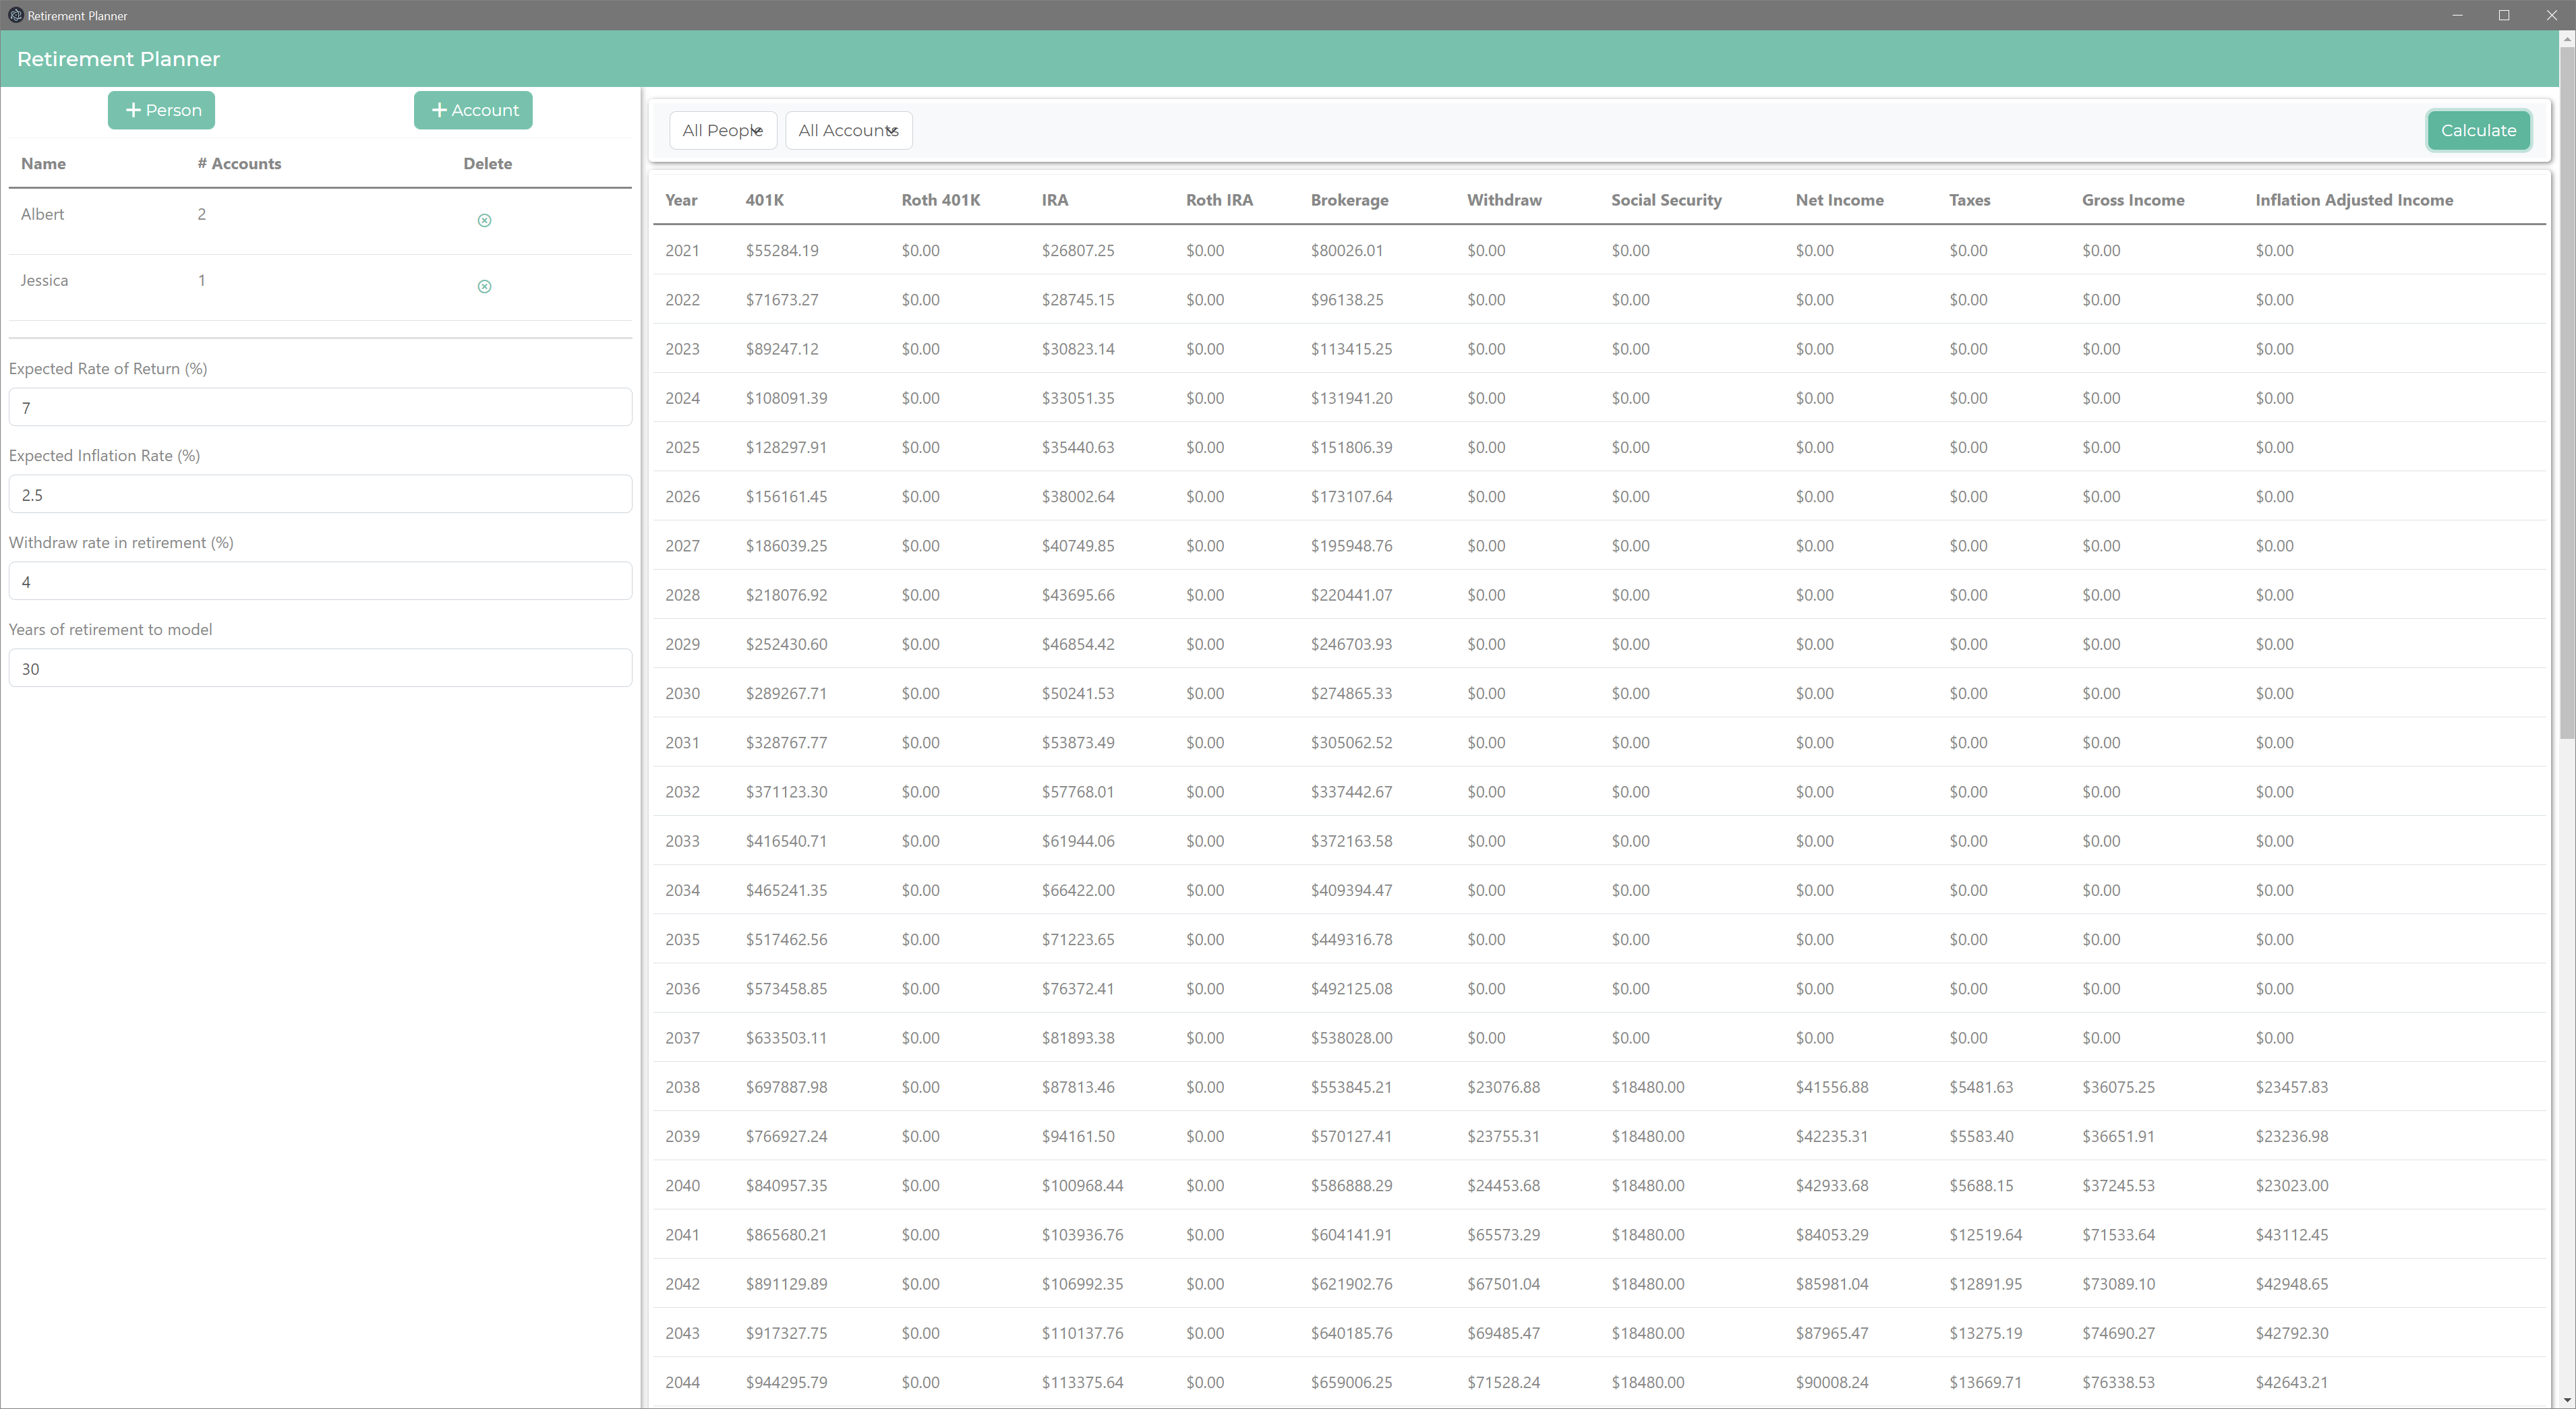 Retirement Planner
Retirement Planner
+ Person + Account
Name # Accounts Delete
Albert 2
Jessica 1
Expected Rate of Return (%)
7
Expected Inflation Rate (%)
2.5
Withdraw rate in retirement (%)
4
Years of retirement to model
30
All People All Accounts Calculate
Year 401K Roth 401K IRA Roth IRA Brokerage Withdraw Social Security Net Income Taxes Gross Income Inflation Adjusted Income
2021 $55284.19 $0.00 $26807.25 $0.00 $80026.01 $0.00 $0.00 $0.00 $0.00 $0.00 $0.00
2022 $71673.27 $0.00 $28745.15 $0.00 $96138.25 $0.00 $0.00 $0.00 $0.00 $0.00 $0.00
2023 $89247.12 $0.00 $30823.14 $0.00 $113415.25 $0.00 $0.00 $0.00 $0.00 $0.00 $0.00
2024 $108091.39 $0.00 $33051.35 $0.00 $131941.20 $0.00 $0.00 $0.00 $0.00 $0.00 $0.00
2025 $128297.91 $0.00 $35440.63 $0.00 $151806.39 $0.00 $0.00 $0.00 $0.00 $0.00 $0.00
2026 $156161.45 $0.00 $38002.64 $0.00 $173107.64 $0.00 $0.00 $0.00 $0.00 $0.00 $0.00
2027 $186039.25 $0.00 $40749.85 $0.00 $195948.76 $0.00 $0.00 $0.00 $0.00 $0.00 $0.00
2028 $218076.92 $0.00 $43695.66 $0.00 $220441.07 $0.00 $0.00 $0.00 $0.00 $0.00 $0.00
2029 $252430.60 $0.00 $46854.42 $0.00 $246703.93 $0.00 $0.00 $0.00 $0.00 $0.00 $0.00
2030 $289267.71 $0.00 $50241.53 $0.00 $274865.33 $0.00 $0.00 $0.00 $0.00 $0.00 $0.00
2031 $328767.77 $0.00 $53873.49 $0.00 $305062.52 $0.00 $0.00 $0.00 $0.00 $0.00 $0.00
2032 $371123.30 $0.00 $57768.01 $0.00 $337442.67 $0.00 $0.00 $0.00 $0.00 $0.00 $0.00
2033 $416540.71 $0.00 $61944.06 $0.00 $372163.58 $0.00 $0.00 $0.00 $0.00 $0.00 $0.00
2034 $465241.35 $0.00 $66422.00 $0.00 $409394.47 $0.00 $0.00 $0.00 $0.00 $0.00 $0.00
2035 $517462.56 $0.00 $71223.65 $0.00 $449316.78 $0.00 $0.00 $0.00 $0.00 $0.00 $0.00
2036 $573458.85 $0.00 $76372.41 $0.00 $492125.08 $0.00 $0.00 $0.00 $0.00 $0.00 $0.00
2037 $633503.11 $0.00 $81893.38 $0.00 $538028.00 $0.00 $0.00 $0.00 $0.00 $0.00 $0.00
2038 $697887.98 $0.00 $87813.46 $0.00 $553845.21 $23076.88 $18480.00 $41556.88 $5481.63 $36075.25 $23457.83
2039 $766927.24 $0.00 $94161.50 $0.00 $570127.41 $23755.31 $18480.00 $42235.31 $5583.40 $36651.91 $23236.98
2040 $840957.35 $0.00 $100968.44 $0.00 $586888.29 $24453.68 $18480.00 $42933.68 $5688.15 $37245.53 $23023.00
2041 $865680.21 $0.00 $103936.76 $0.00 $604141.91 $65573.29 $18480.00 $84053.29 $12519.64 $71533.64 $43112.45
2042 $891129.89 $0.00 $106992.35 $0.00 $621902.76 $67501.04 $18480.00 $85981.04 $12891.95 $73089.10 $42948.65
2043 $917327.75 $0.00 $110137.76 $0.00 $640185.76 $69485.47 $18480.00 $87965.47 $13275.19 $74690.27 $42792.30
2044 $944295.79 $0.00 $113375.64 $0.00 $659006.25 $71528.24 $18480.00 $90008.24 $13669.71 $76338.53 $42643.21